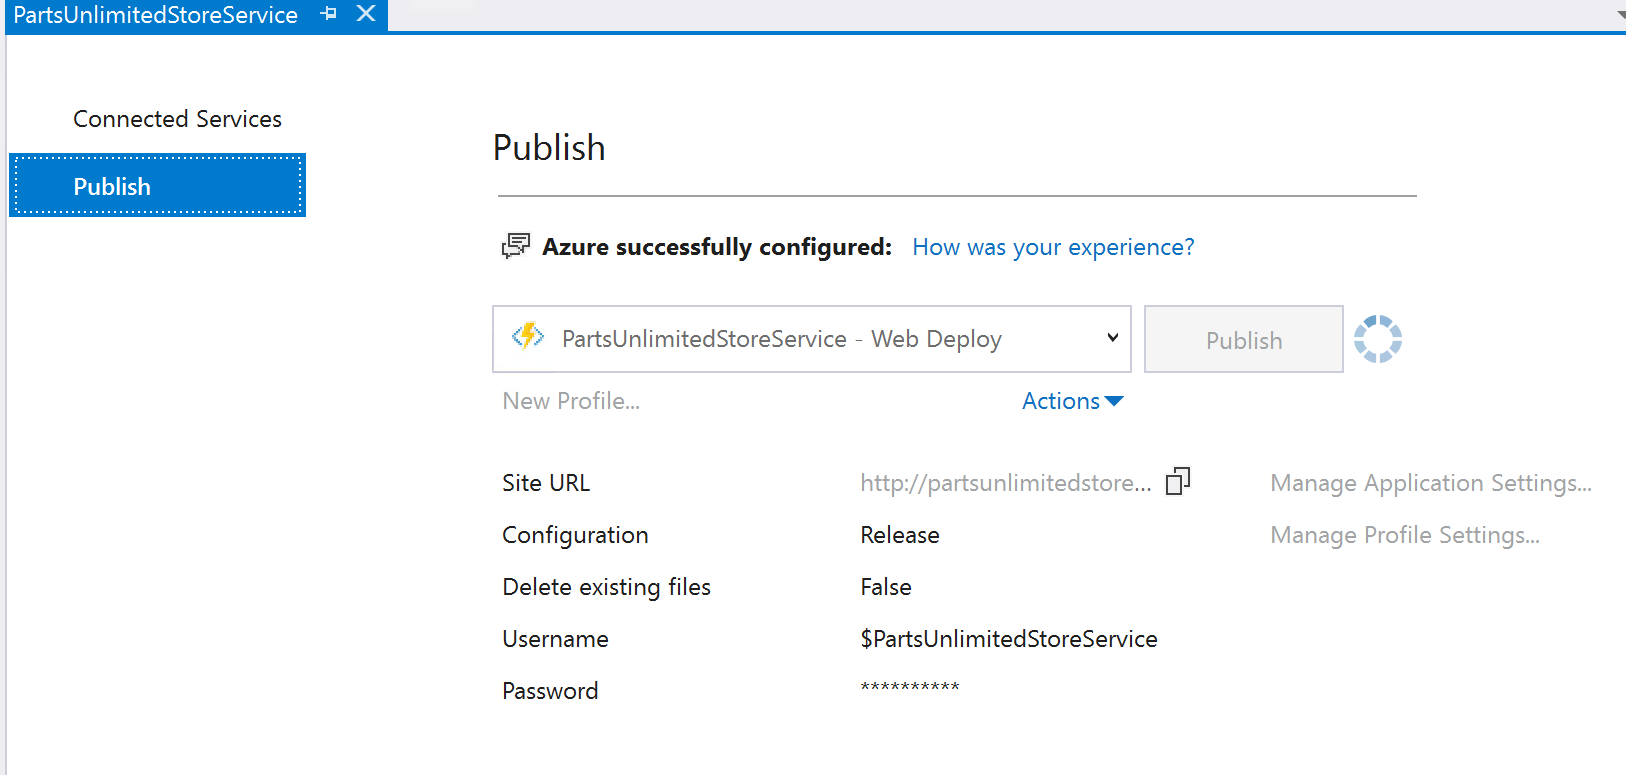 PartsUnlimitedStoreService
Connected Services
Publish
Publish
Azure successfully configured: How was your experience?
PartsUnlimitedStoreService - Web Deploy
Publish
New Profile...
Actions
Site URL http://partsunlimitedstore... Manage Application Settings...
Configuration Release Manage Profile Settings...
Delete existing files False
Username $PartsUnlimitedStoreService
Password **********